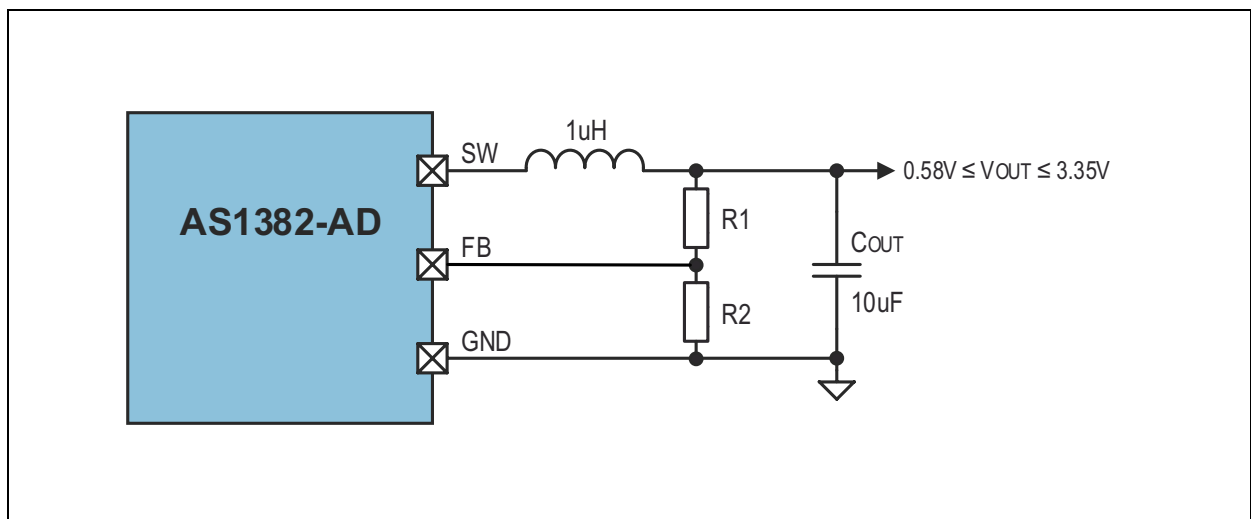 1uH
SW
0.58V ≤ VOUT ≤ 3.35V
AS1382-AD
R1
FB
COUT
10uF
R2
GND